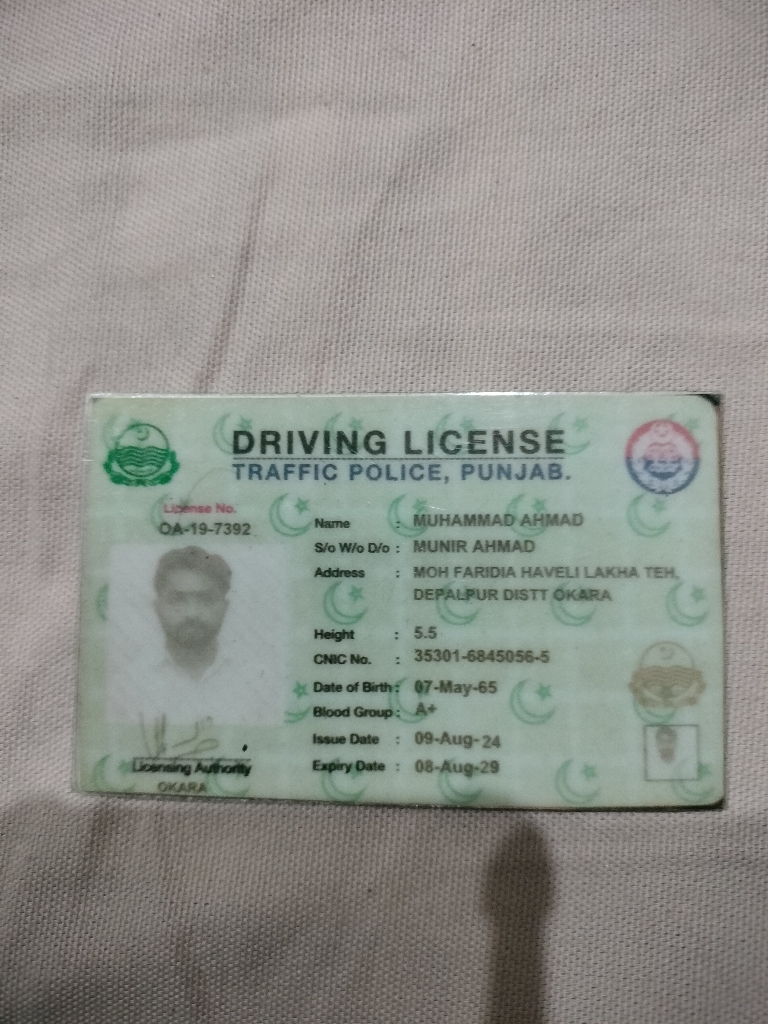 DRIVING LICENSE
TRAFFIC POLICE, PUNJAB.
License No.
OA-19-7392
Name : MUHAMMAD AHMAD
S/o W/o D/o : MUNIR AHMAD
Address : MOH FARIDIA HAVELI LAKHA TEH.
DEPALPUR DISTT OKARA
Height : 5.5
CNIC No. : 35301-6845056-5
Date of Birth : 07-May-65
Blood Group : A+
Issue Date : 09-Aug-24
Expiry Date : 08-Aug-29
Licensing Authority
OKARA